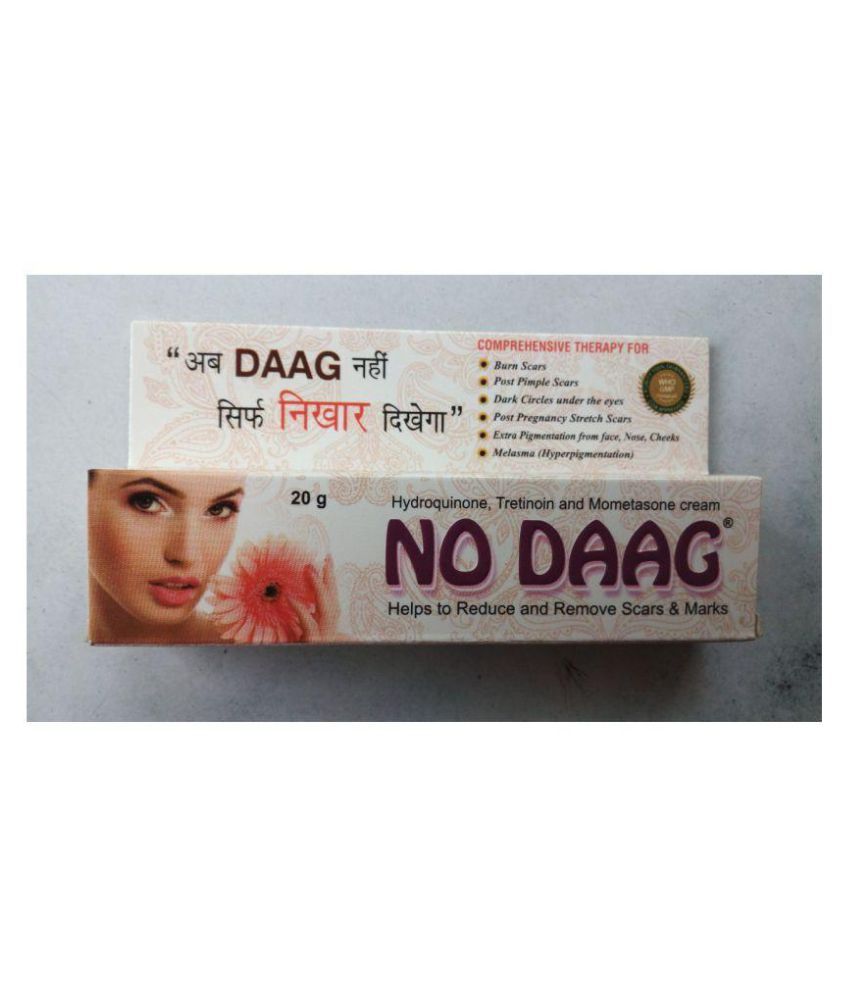 “अब DAAG नहीं
सिर्फ निखार दिखेगा”
COMPREHENSIVE THERAPY FOR
Burn Scars
Post Pimple Scars
Dark Circles under the eyes
Post Pregnancy Stretch Scars
Extra Pigmentation from face, Nose, Cheeks
Melasma (Hyperpigmentation)
WHO
GMP
20 g
Hydroquinone, Tretinoin and Mometasone cream
NO DAAG®
Helps to Reduce and Remove Scars & Marks